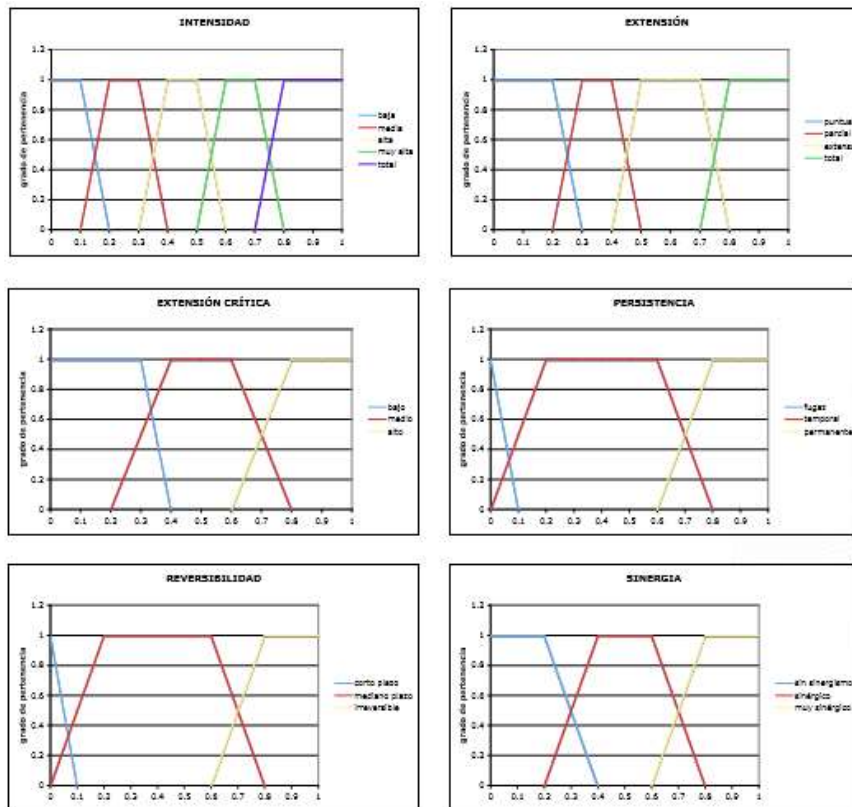 INTENSIDAD
grado de pertenencia
1.2
1
0.8
0.6
0.4
0.2
0
0 0.1 0.2 0.3 0.4 0.5 0.6 0.7 0.8 0.9 1
baja
media
alta
muy alta
total
EXTENSIÓN
grado de pertenencia
1.2
1
0.8
0.6
0.4
0.2
0
0 0.1 0.2 0.3 0.4 0.5 0.6 0.7 0.8 0.9 1
puntua
parcial
extens
total
EXTENSIÓN CRÍTICA
grado de pertenencia
1.2
1
0.8
0.6
0.4
0.2
0
0 0.1 0.2 0.3 0.4 0.5 0.6 0.7 0.8 0.9 1
bajo
medio
alto
PERSISTENCIA
grado de pertenencia
1.2
1
0.8
0.6
0.4
0.2
0
0 0.1 0.2 0.3 0.4 0.5 0.6 0.7 0.8 0.9 1
fugas
temporal
permanente
REVERSIBILIDAD
grado de pertenencia
1.2
1
0.8
0.6
0.4
0.2
0
0 0.1 0.2 0.3 0.4 0.5 0.6 0.7 0.8 0.9 1
corto plazo
mediano plazo
irreversible
SINERGIA
grado de pertenencia
1.2
1
0.8
0.6
0.4
0.2
0
0 0.1 0.2 0.3 0.4 0.5 0.6 0.7 0.8 0.9 1
sin sinergismo
sinérgico
muy sinérgico